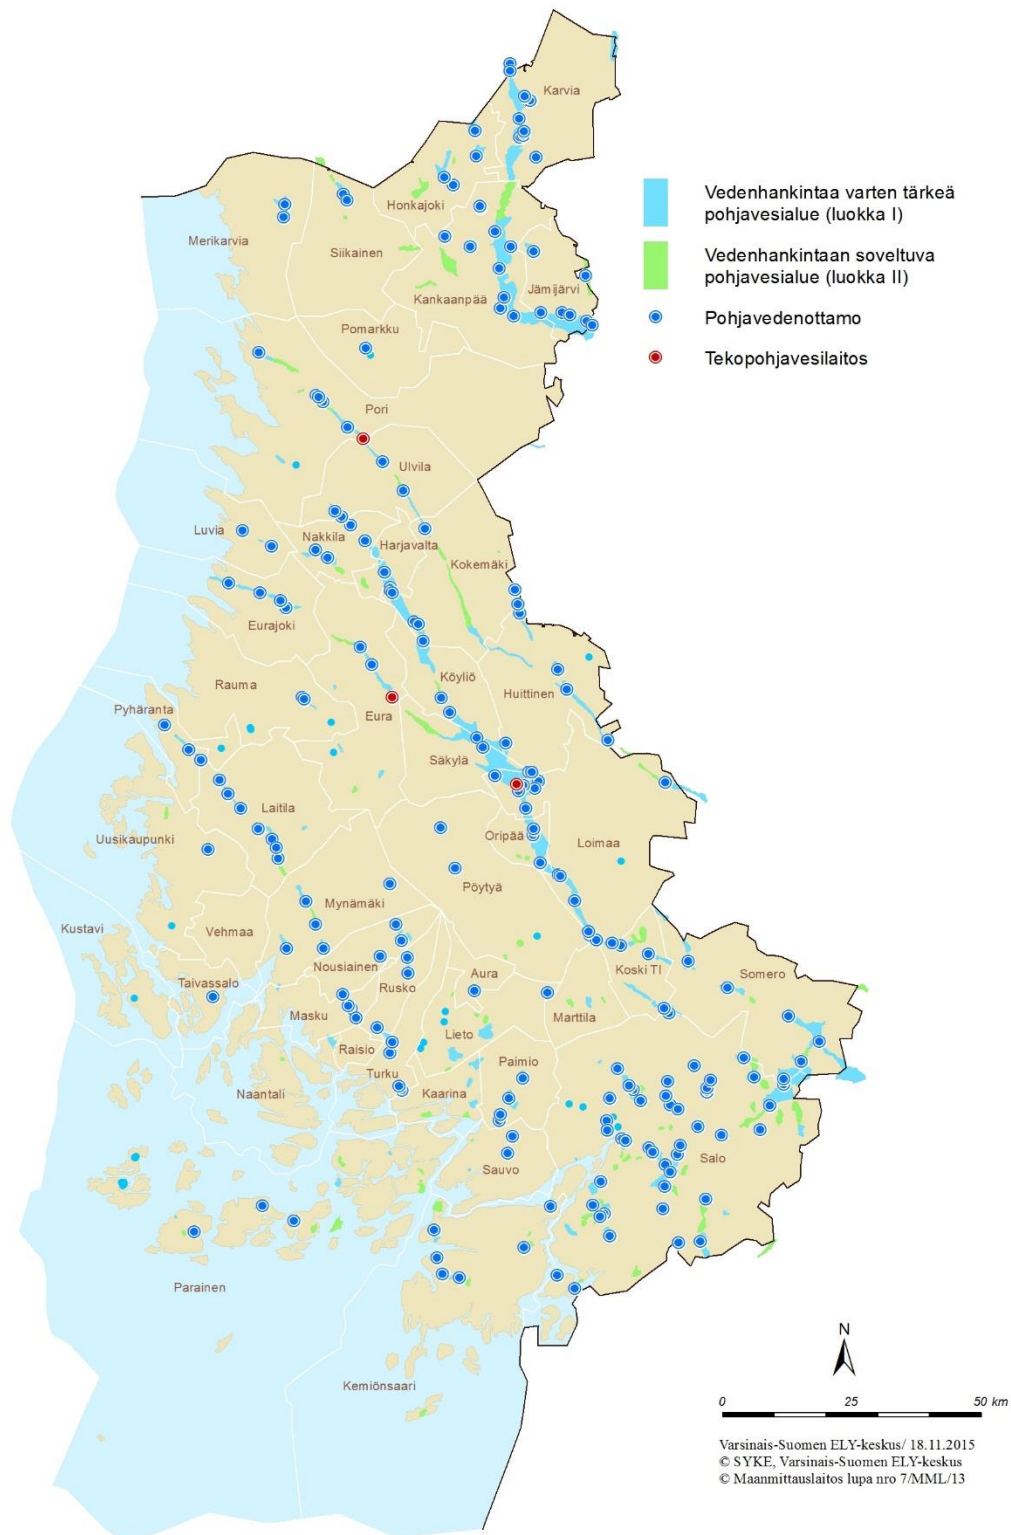 Karvia
Honkajoki
Merikarvia
Siikainen
Jämijärvi
Kankaanpää
Pomarkku
Pori
Ulvila
Luvia
Nakkila
Harjavalta
Kokemäki
Eurajoki
Rauma
Köyliö
Huittinen
Pyhäranta
Eura
Säkylä
Laitila
Uusikaupunki
Oripää
Loimaa
Pöytyä
Mynämäki
Kustavi
Vehmaa
Nousiainen
Taivassalo
Rusko
Aura
Koski Tl
Somero
Masku
Lieto
Marttila
Raisio
Paimio
Turku
Naantali
Kaarina
Sauvo
Salo
Parainen
Kemiönsaari
Vedenhankintaa varten tärkeä
pohjavesialue (luokka I)
Vedenhankintaan soveltuva
pohjavesialue (luokka II)
Pohjavedenottamo
Tekopohjavesilaitos
N
0 25 50 km
Varsinais-Suomen ELY-keskus/ 18.11.2015
© SYKE, Varsinais-Suomen ELY-keskus
© Maanmittauslaitos lupa nro 7/MML/13